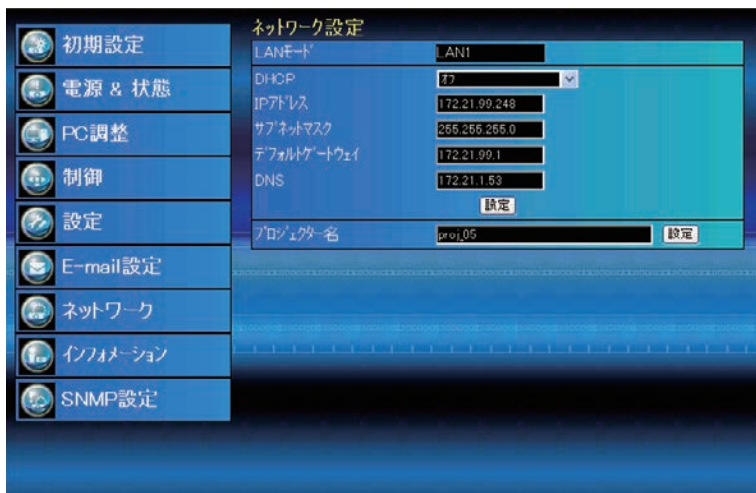 初期設定
電源 & 状態
PC調整
制御
設定
E-mail設定
ネットワーク
インフォメーション
SNMP設定
ネットワーク設定
LANモード LAN1
DHCP オフ
IPアドレス 172.21.99.248
サブネットマスク 255.255.255.0
デフォルトゲートウェイ 172.21.99.1
DNS 172.21.1.53
設定
プロジェクター名 proj_05 設定